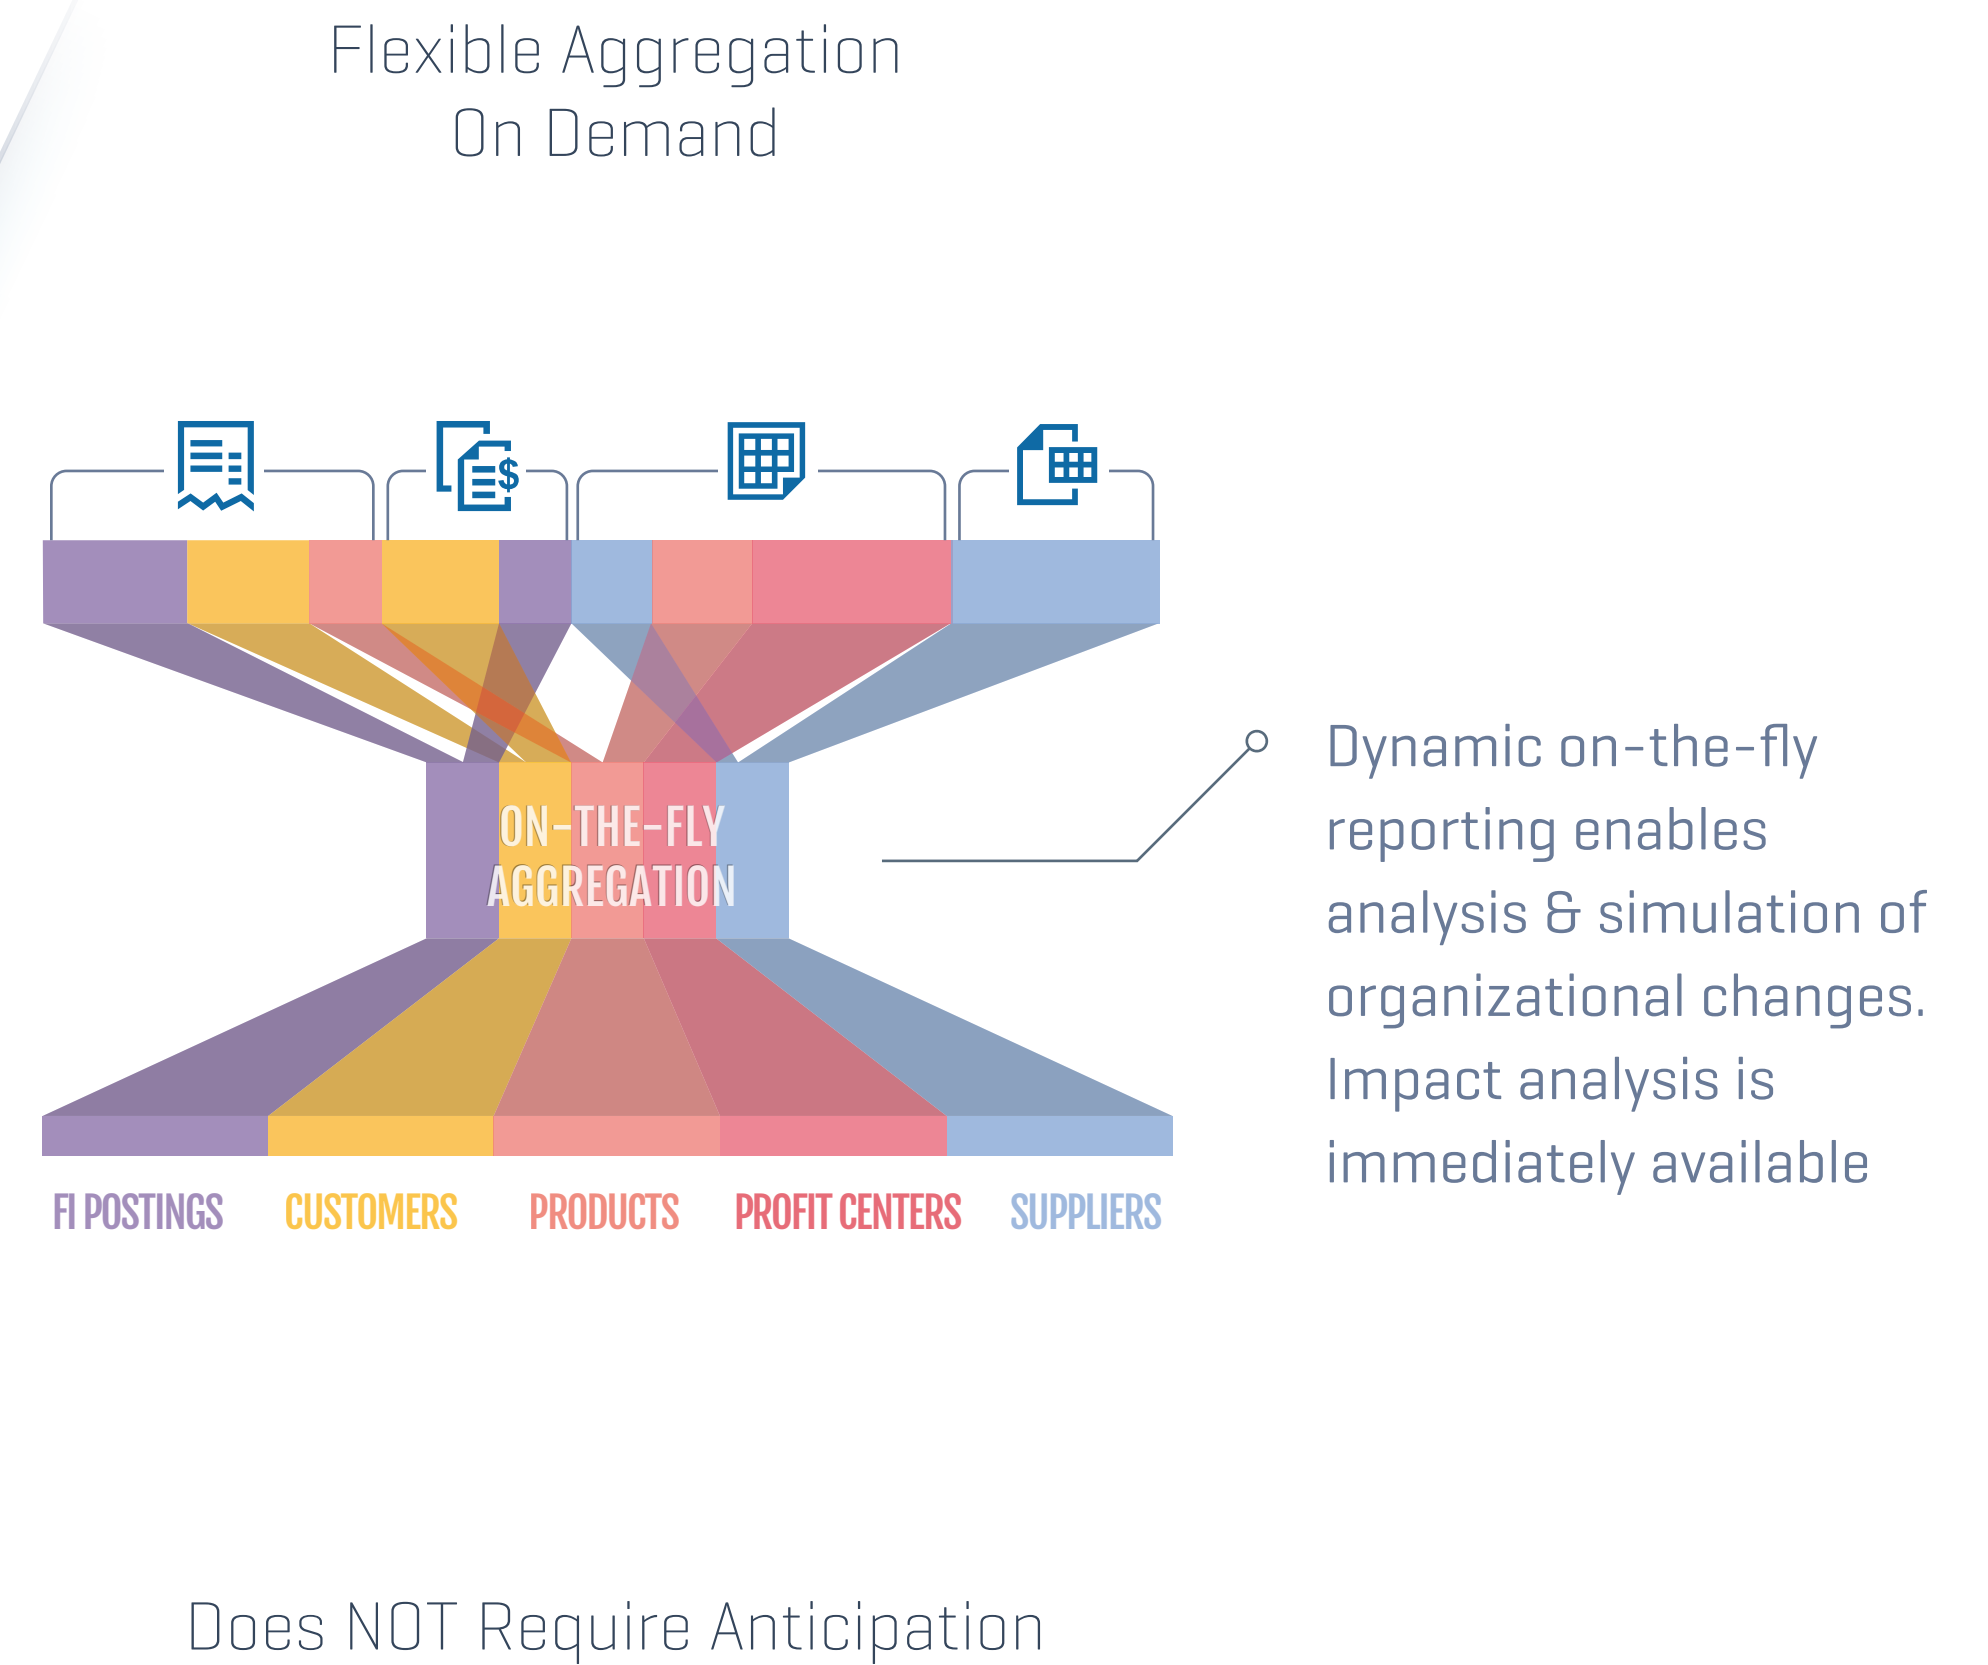 Flexible Aggregation
On Demand
$
ON-THE-FLY
AGGREGATION
Dynamic on-the-fly
reporting enables
analysis & simulation of
organizational changes.
Impact analysis is
immediately available
FI POSTINGS CUSTOMERS PRODUCTS PROFIT CENTERS SUPPLIERS
Does NOT Require Anticipation